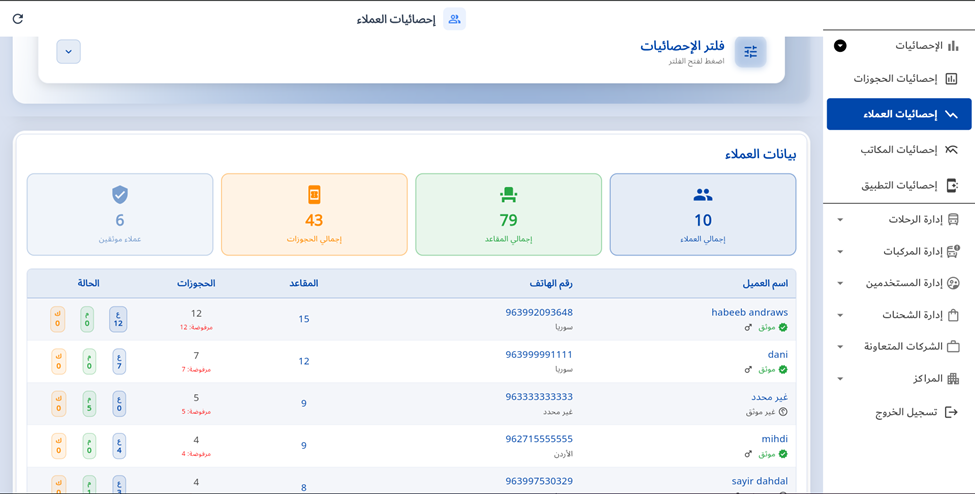 إحصائيات العملاء
الإحصائيات
إحصائيات الحجوزات
إحصائيات العملاء
إحصائيات المكاتب
إحصائيات التطبيق
إدارة الرحلات
إدارة المركبات
إدارة المستخدمين
إدارة الشحنات
الشركات المتعاونة
المراكز
تسجيل الخروج
فلتر الإحصائيات
اضغط لفتح الفلتر
بيانات العملاء
10
إجمالي العملاء
79
إجمالي المقاعد
43
إجمالي الحجوزات
6
عملاء موثقين
اسم العميل رقم الهاتف المقاعد الحجوزات الحالة
habeeb andraws 963992093648 15 12 ع 12 م 0 ك 0
موثق سوريا مرفوضة: 12
dani 963999991111 12 7 ع 7 م 0 ك 0
موثق سوريا مرفوضة: 7
غير محدد 963333333333 9 5 ع 0 م 5 ك 0
غير موثق غير محدد مرفوضة: 5
mihdi 962715555555 9 4 ع 4 م 0 ك 0
موثق الأردن مرفوضة: 4
sayir dahdal 963997530329 8 4 ع م ك